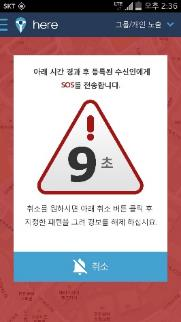 SKT LTE 오후 2:36
here 그룹/개인 노출
아래 시간 경과 후 등록된 수신인에게
SOS를 전송합니다.
9 초
취소를 원하시면 아래 취소 버튼 클릭 후
지정한 패턴을 그려 경보를 해제 하십시요.
취소